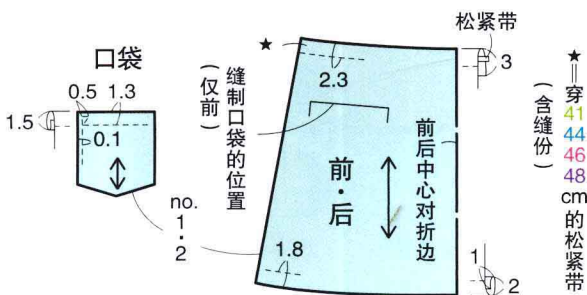 口袋
0.5 1.3
1.5
0.1
no.
1
·
2
缝制口袋的位置
(仅前)
★
2.3
前·后
1.8
前后中心对折边
松紧带
3
1
2
★=穿41 44 46 48 cm的松紧带
(含缝份)